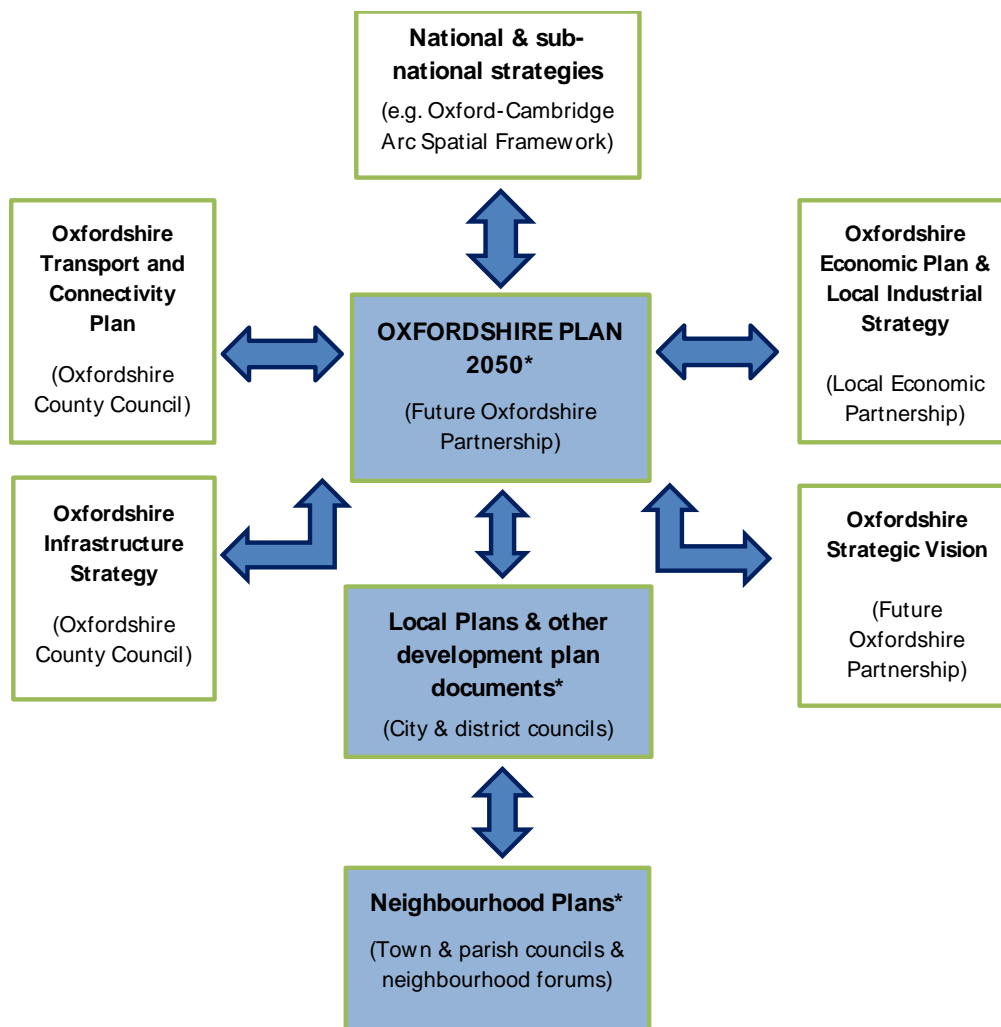 National & sub-
national strategies
(e.g. Oxford-Cambridge
Arc Spatial Framework)
Oxfordshire
Transport and
Connectivity
Plan
(Oxfordshire
County Council)
OXFORDSHIRE PLAN
2050*
(Future Oxfordshire
Partnership)
Oxfordshire
Economic Plan &
Local Industrial
Strategy
(Local Economic
Partnership)
Oxfordshire
Infrastructure
Strategy
(Oxfordshire
County Council)
Local Plans & other
development plan
documents*
(City & district councils)
Oxfordshire
Strategic Vision
(Future
Oxfordshire
Partnership)
Neighbourhood Plans*
(Town & parish councils &
neighbourhood forums)